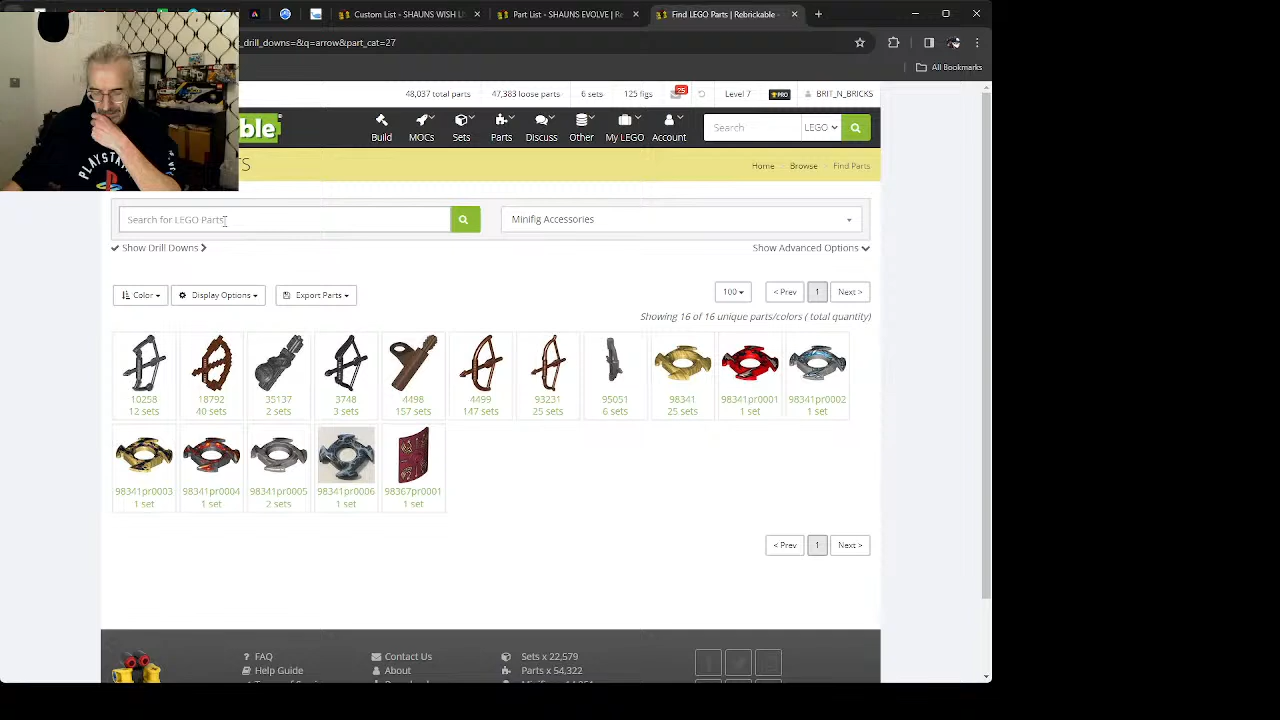 Custom List - SHAUNS WISH L
Part List - SHAUNS EVOLVE | R
Find LEGO Parts | Rebrickable
_drill_downs=&q=arrow&part_cat=27
All Bookmarks
48,037 total parts
47,383 loose parts
6 sets
125 figs
25
Level 7
PRO
BRIT_N_BRICKS
ble
Build
MOCs
Sets
Parts
Discuss
Other
My LEGO
Account
Search
LEGO
TS
Home
Browse
Find Parts
Search for LEGO Parts
Minifig Accessories
Show Drill Downs
Show Advanced Options
Color
Display Options
Export Parts
100
< Prev
1
Next >
Showing 16 of 16 unique parts/colors ( total quantity)
10258
12 sets
18792
40 sets
35137
2 sets
3748
3 sets
4498
157 sets
4499
147 sets
93231
25 sets
95051
6 sets
98341
25 sets
98341pr0001
1 set
98341pr0002
1 set
98341pr0003
1 set
98341pr0004
1 set
98341pr0005
2 sets
98341pr0006
1 set
98367pr0001
1 set
< Prev
1
Next >
FAQ
Contact Us
Sets x 22,579
Help Guide
About
Parts x 54,322
PLAYSTA